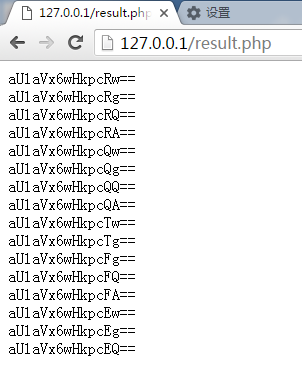 127.0.0.1/result.php
设置
127.0.0.1/result.php
aU1aVx6wHkpcRw==
aU1aVx6wHkpcRg==
aU1aVx6wHkpcRQ==
aU1aVx6wHkpcRA==
aU1aVx6wHkpcQw==
aU1aVx6wHkpcQg==
aU1aVx6wHkpcQQ==
aU1aVx6wHkpcQA==
aU1aVx6wHkpcTw==
aU1aVx6wHkpcTg==
aU1aVx6wHkpcFg==
aU1aVx6wHkpcFQ==
aU1aVx6wHkpcFA==
aU1aVx6wHkpcEw==
aU1aVx6wHkpcEg==
aU1aVx6wHkpcEQ==